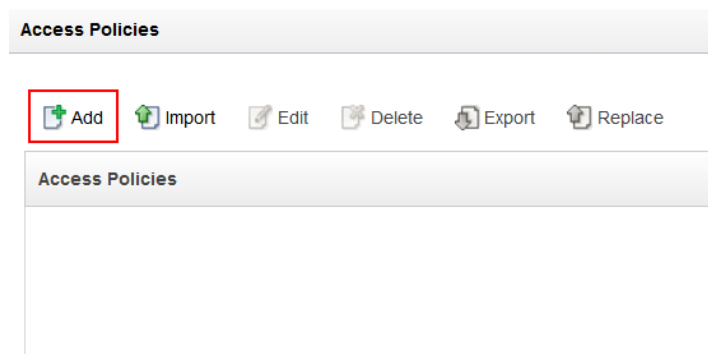 Access Policies
Add Import Edit Delete Export Replace
Access Policies